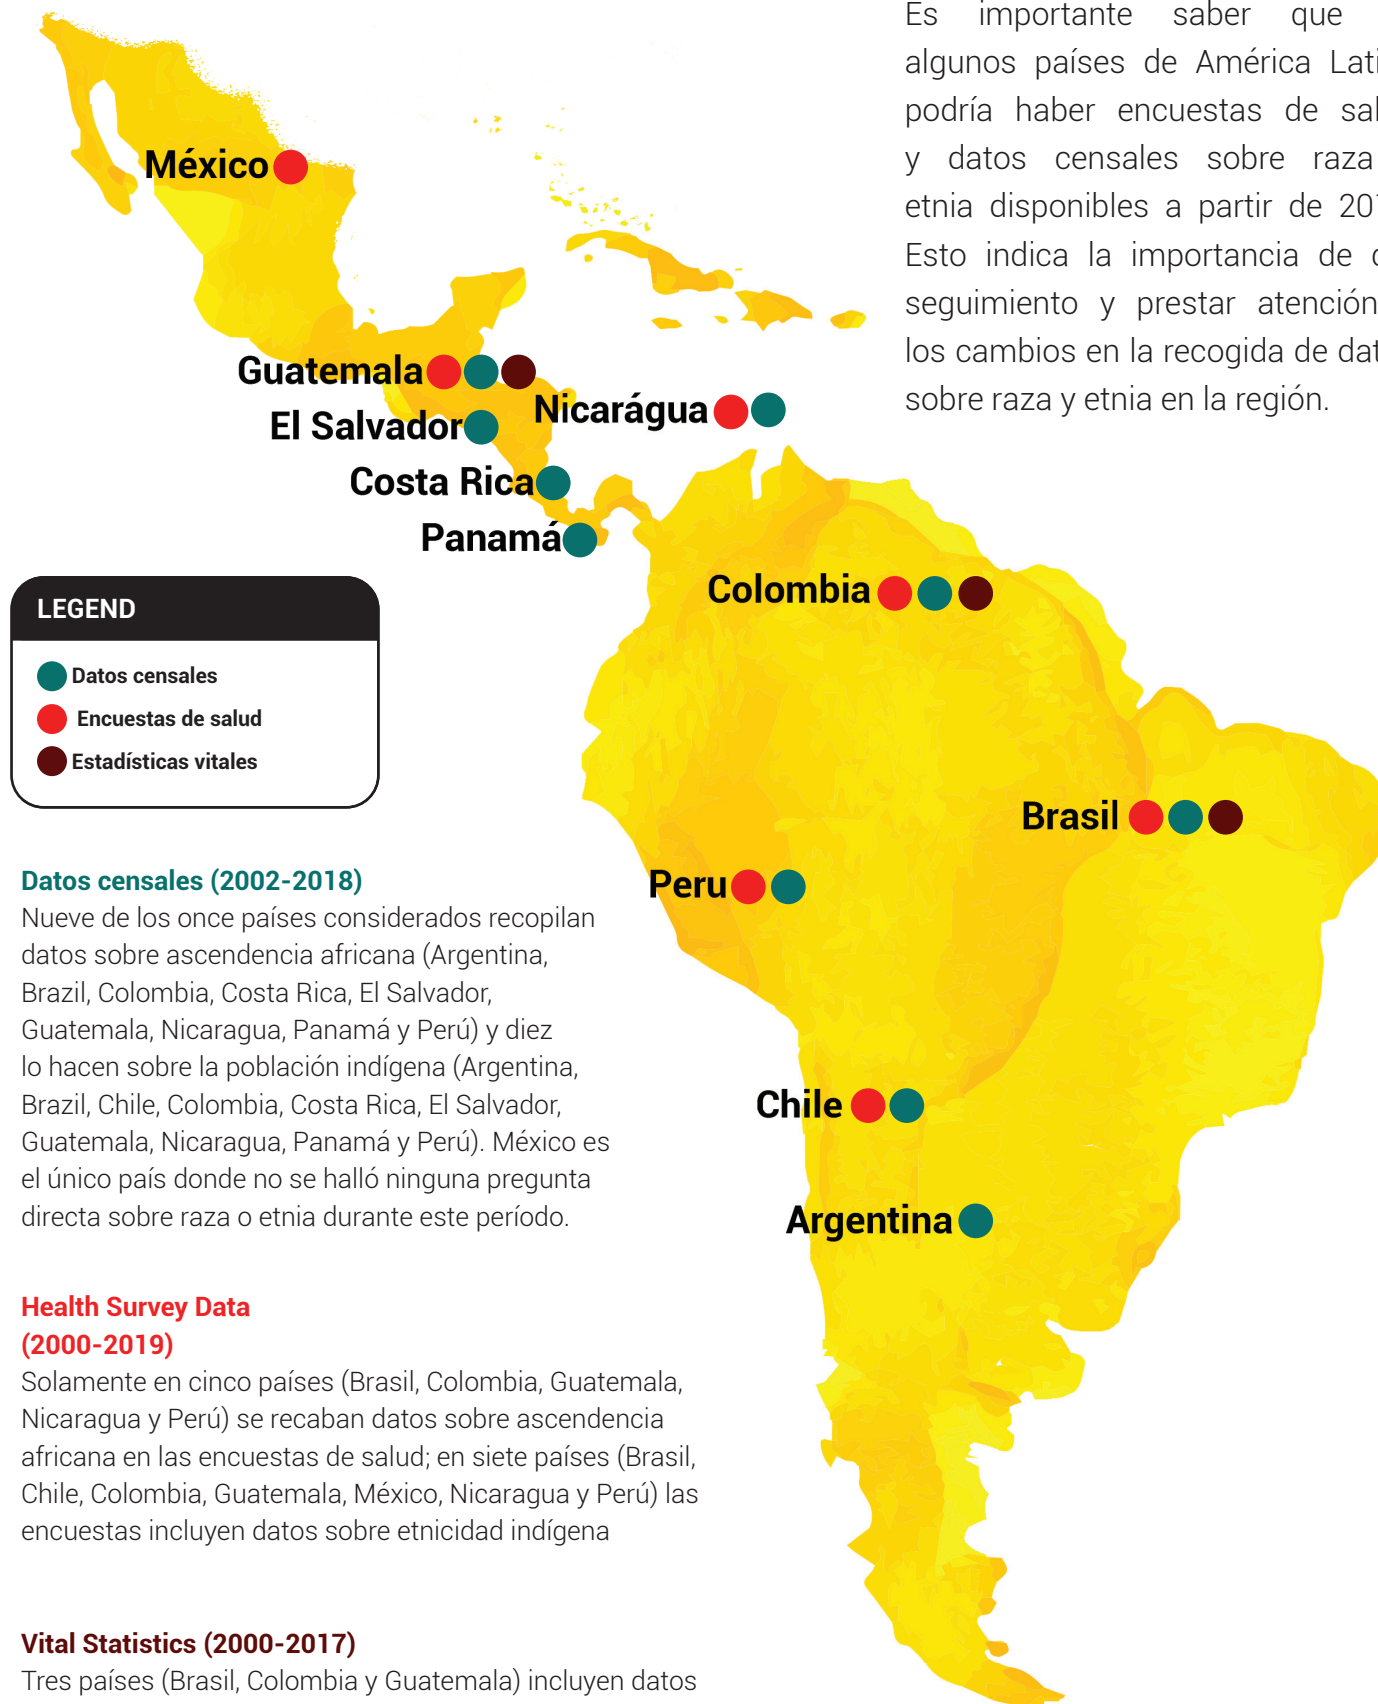 Es importante saber que
algunos países de América
podría haber encuestas de
y datos censales sobre raza
etnia disponibles a partir de
Esto indica la importancia de
seguimiento y prestar atención
los cambios en la recogida de
sobre raza y etnia en la región.
México
Guatemala
Nicarágua
El Salvador
Costa Rica
Panamá
Colombia
Brasil
Peru
Chile
Argentina
LEGEND
Datos censales
Encuestas de salud
Estadísticas vitales
Datos censales (2002-2018)
Nueve de los once países considerados recopilan
datos sobre ascendencia africana (Argentina,
Brazil, Colombia, Costa Rica, El Salvador,
Guatemala, Nicaragua, Panamá y Perú) y diez
lo hacen sobre la población indígena (Argentina,
Brazil, Chile, Colombia, Costa Rica, El Salvador,
Guatemala, Nicaragua, Panamá y Perú). México es
el único país donde no se halló ninguna pregunta
directa sobre raza o etnia durante este período.
Health Survey Data
(2000-2019)
Solamente en cinco países (Brasil, Colombia, Guatemala,
Nicaragua y Perú) se recaban datos sobre ascendencia
africana en las encuestas de salud; en siete países (Brasil,
Chile, Colombia, Guatemala, México, Nicaragua y Perú) las
encuestas incluyen datos sobre etnicidad indígena
Vital Statistics (2000-2017)
Tres países (Brasil, Colombia y Guatemala) incluyen datos